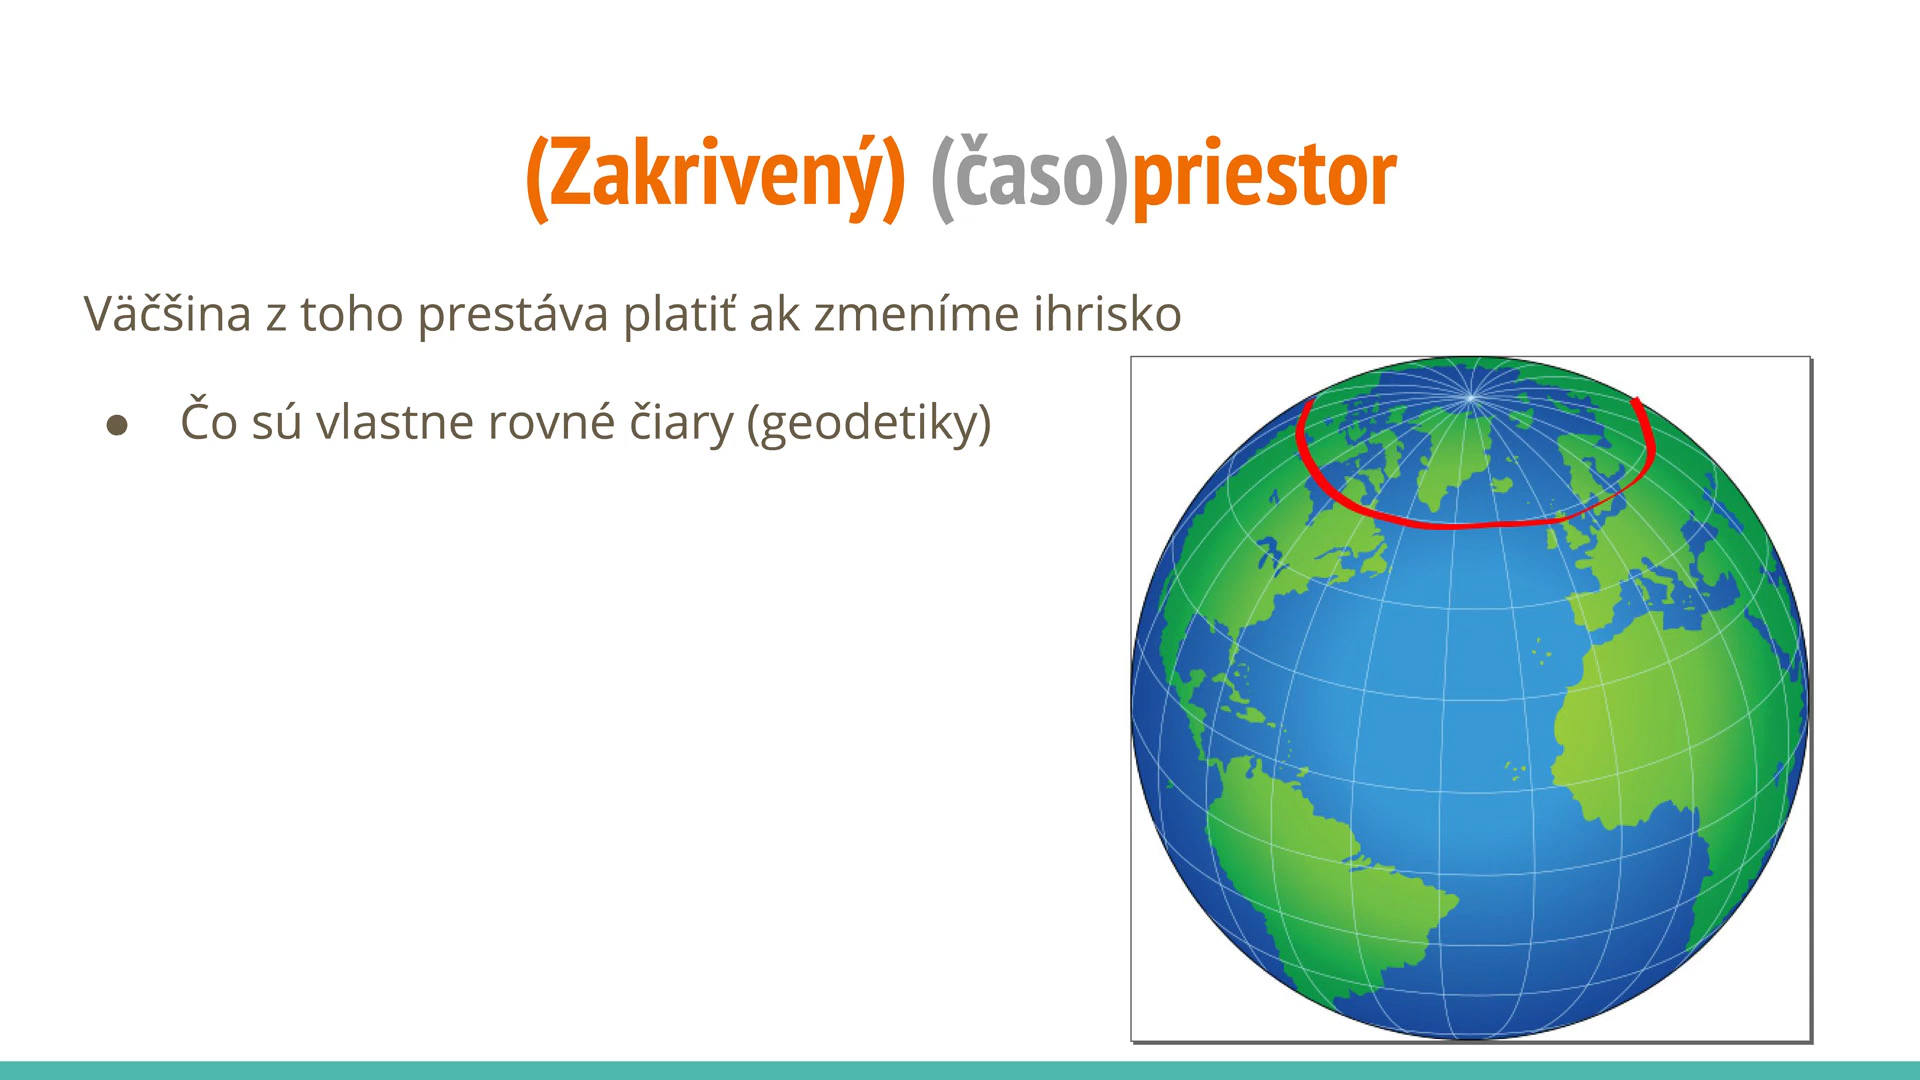 (Zakrivený) (časo)priestor
Väčšina z toho prestáva platiť ak zmeníme ihrisko
● Čo sú vlastne rovné čiary (geodetiky)